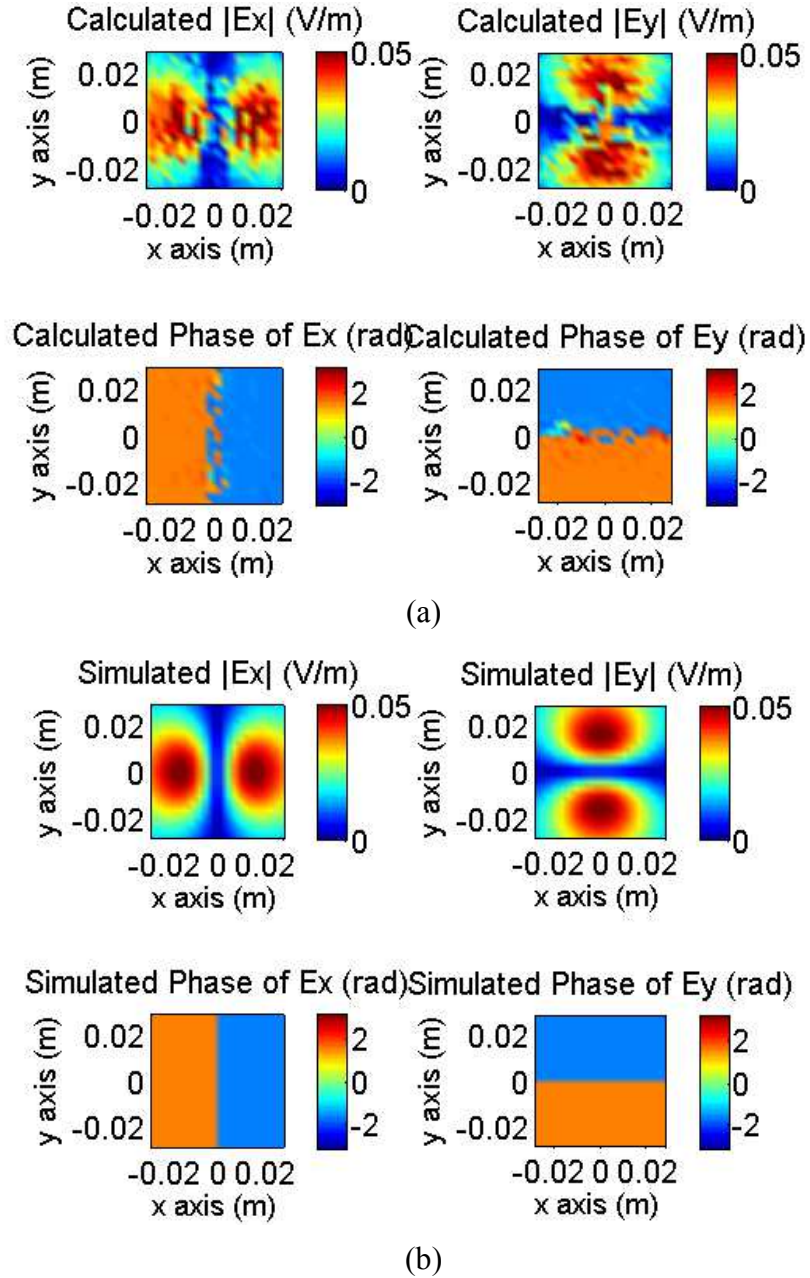 Calculated |Ex| (V/m)
y axis (m)
0.02
0
-0.02
-0.02 0 0.02
x axis (m)
0.05
0
Calculated |Ey| (V/m)
y axis (m)
0.02
0
-0.02
-0.02 0 0.02
x axis (m)
0.05
0
Calculated Phase of Ex (rad)
y axis (m)
0.02
0
-0.02
-0.02 0 0.02
x axis (m)
2
0
-2
Calculated Phase of Ey (rad)
y axis (m)
0.02
0
-0.02
-0.02 0 0.02
x axis (m)
2
0
-2
(a)
Simulated |Ex| (V/m)
y axis (m)
0.02
0
-0.02
-0.02 0 0.02
x axis (m)
0.05
0
Simulated |Ey| (V/m)
y axis (m)
0.02
0
-0.02
-0.02 0 0.02
x axis (m)
0.05
0
Simulated Phase of Ex (rad)
y axis (m)
0.02
0
-0.02
-0.02 0 0.02
x axis (m)
2
0
-2
Simulated Phase of Ey (rad)
y axis (m)
0.02
0
-0.02
-0.02 0 0.02
x axis (m)
2
0
-2
(b)